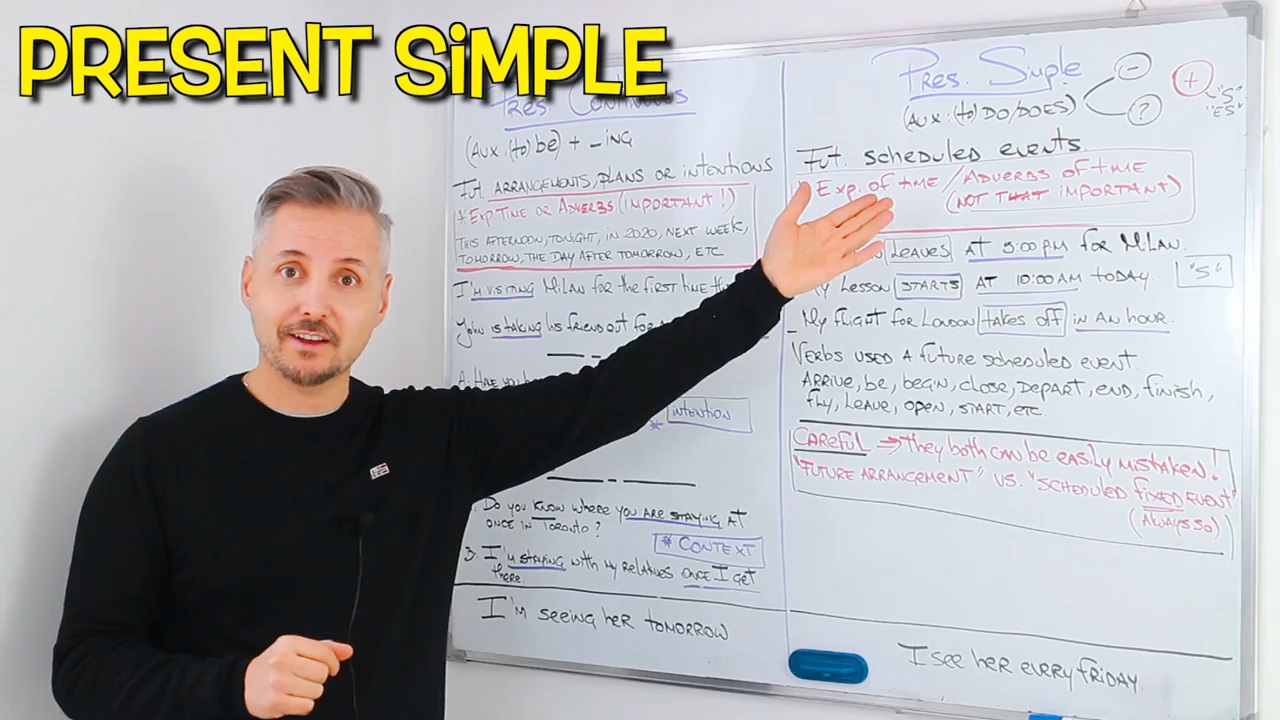 PRESENT SiMPLE
Pres. Continuous
(AUX: (to) be) + _ING
Fut. ARRANGEMENTS, PLANS OR INTENTIONS
* EXP TIME OR ADVERBS (IMPORTANT!)
THIS AFTERNOON, TONIGHT, IN 2020, NEXT WEEK,
TOMORROW, THE DAY AFTER TOMORROW, ETC.
I'M VISITING MILAN FOR the first time
John is taking his friend out for
A. Have you
intention
*
Do you KNOW WHERE YOU ARE STAYING AT
ONCE IN TORONTO?
* CONTEXT
3. I'm staying with my relatives once I get
there.
I'm seeing her TOMORROW
Pres. Simple
(AUX: (to) DO/DOES)
-
?
+
"S"
"ES"
Fut. scheduled events.
Exp. of time / ADVERBS OF TIME
(NOT THAT IMPORTANT)
LEAVES AT 5:00 PM for Milan.
My Lesson STARTS AT 10:00 AM TODAY
"S"
_ My flight for London takes off in AN hour.
VERBS USED A future scheduled event.
ARRIVE, be, begin, close, DEPART, END, finish,
fly, LEAVE, OPEN, START, ETC.
CAREFUL => They both can be easily mistaken!
"FUTURE ARRANGEMENT" VS. "SCHEDULED FIXED EVENT"
(ALWAYS SO)
I see her every FRIDAY.